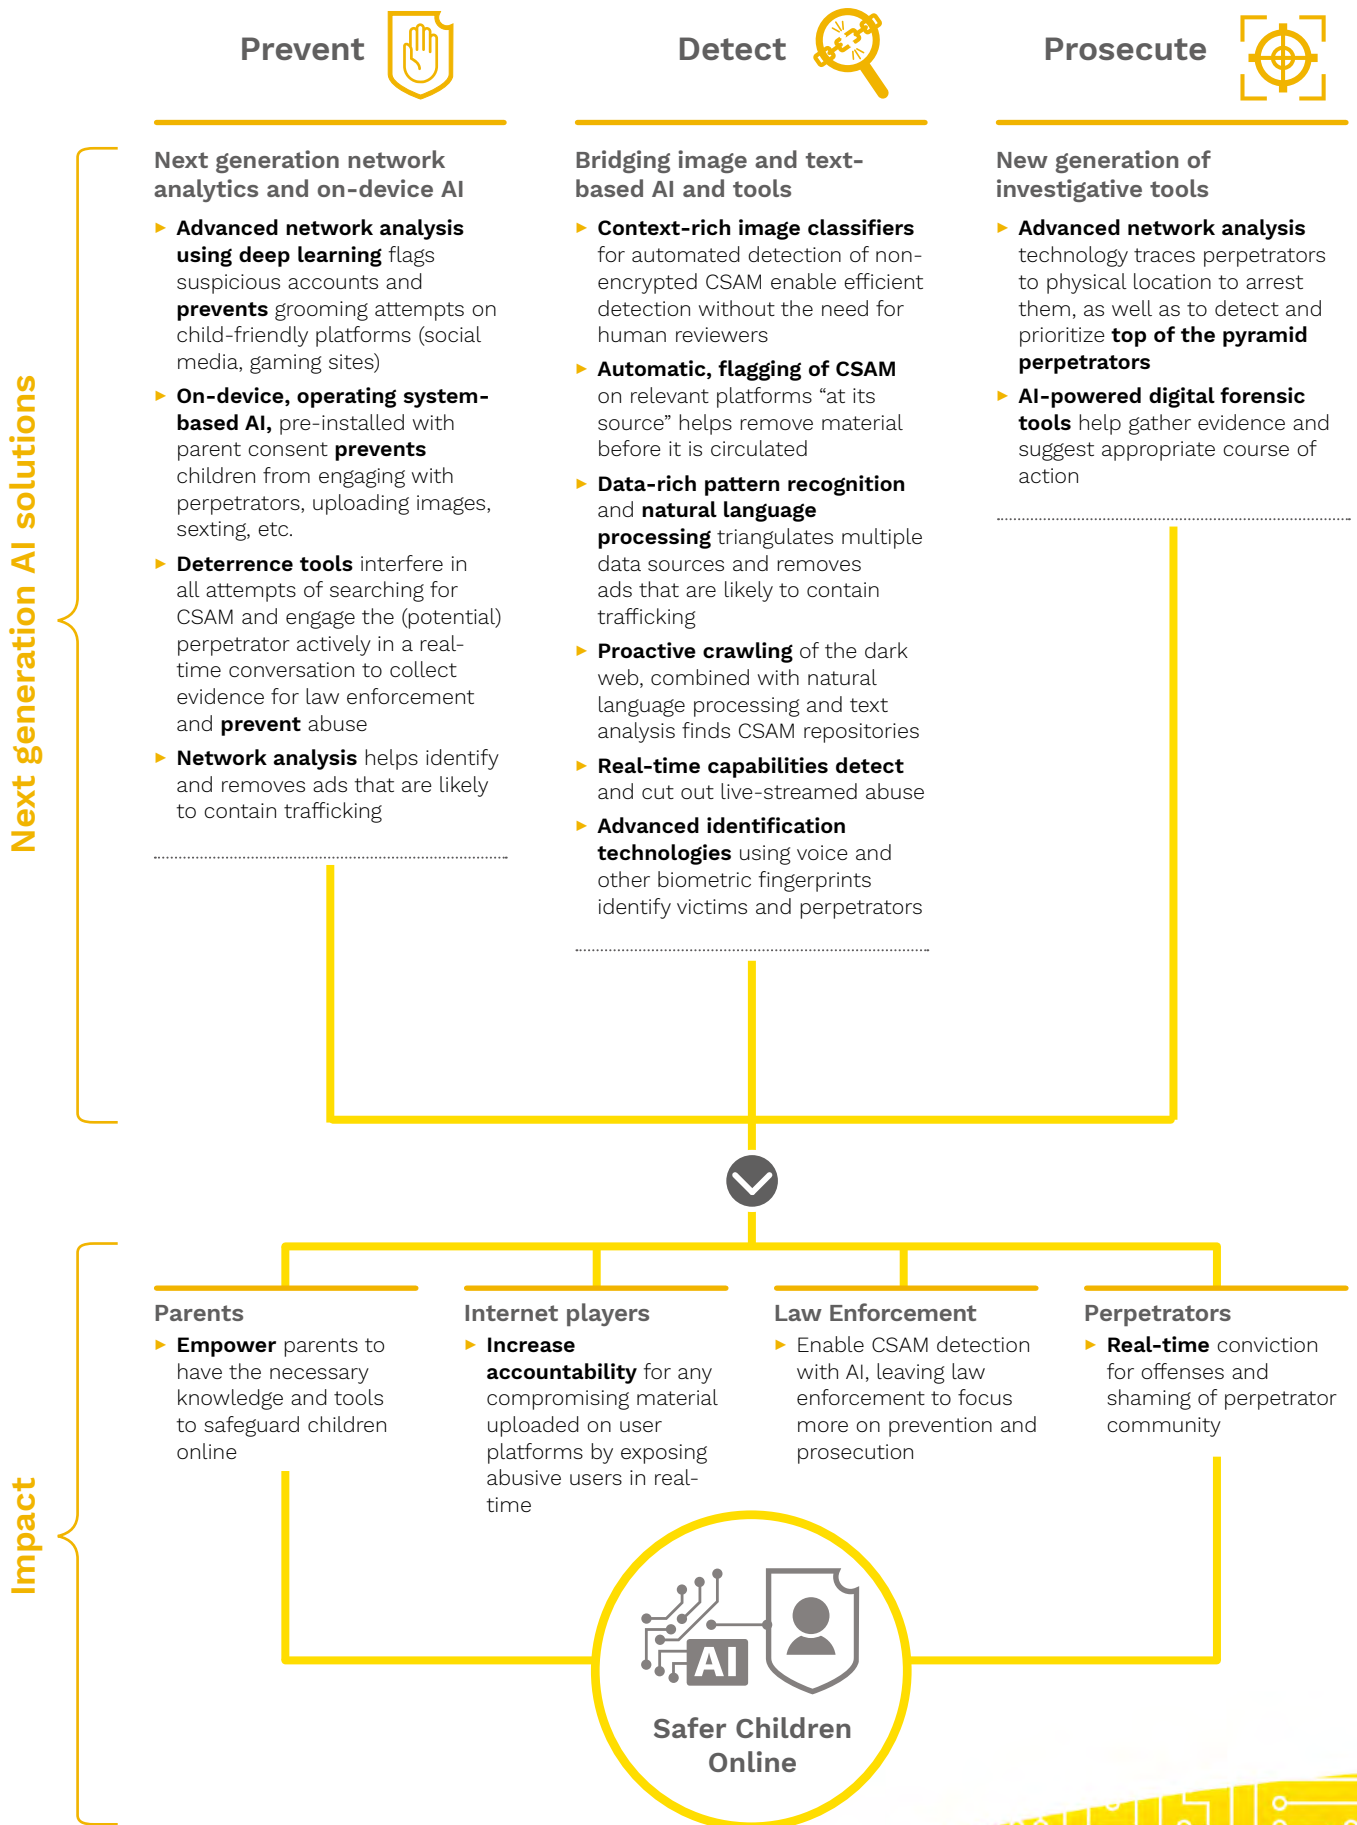 Prevent
Detect
Prosecute
Next generation AI solutions
Next generation network
analytics and on-device AI
► Advanced network analysis
using deep learning flags
suspicious accounts and
prevents grooming attempts on
child-friendly platforms (social
media, gaming sites)
► On-device, operating system-
based AI, pre-installed with
parent consent prevents
children from engaging with
perpetrators, uploading images,
sexting, etc.
► Deterrence tools interfere in
all attempts of searching for
CSAM and engage the (potential)
perpetrator actively in a real-
time conversation to collect
evidence for law enforcement
and prevent abuse
► Network analysis helps identify
and removes ads that are likely
to contain trafficking
Bridging image and text-
based AI and tools
► Context-rich image classifiers
for automated detection of non-
encrypted CSAM enable efficient
detection without the need for
human reviewers
► Automatic, flagging of CSAM
on relevant platforms “at its
source” helps remove material
before it is circulated
► Data-rich pattern recognition
and natural language
processing triangulates multiple
data sources and removes
ads that are likely to contain
trafficking
► Proactive crawling of the dark
web, combined with natural
language processing and text
analysis finds CSAM repositories
► Real-time capabilities detect
and cut out live-streamed abuse
► Advanced identification
technologies using voice and
other biometric fingerprints
identify victims and perpetrators
New generation of
investigative tools
► Advanced network analysis
technology traces perpetrators
to physical location to arrest
them, as well as to detect and
prioritize top of the pyramid
perpetrators
► AI-powered digital forensic
tools help gather evidence and
suggest appropriate course of
action
Impact
Parents
► Empower parents to
have the necessary
knowledge and tools
to safeguard children
online
Internet players
► Increase
accountability for any
compromising material
uploaded on user
platforms by exposing
abusive users in real-
time
Law Enforcement
► Enable CSAM detection
with AI, leaving law
enforcement to focus
more on prevention and
prosecution
Perpetrators
► Real-time conviction
for offenses and
shaming of perpetrator
community
AI
Safer Children
Online